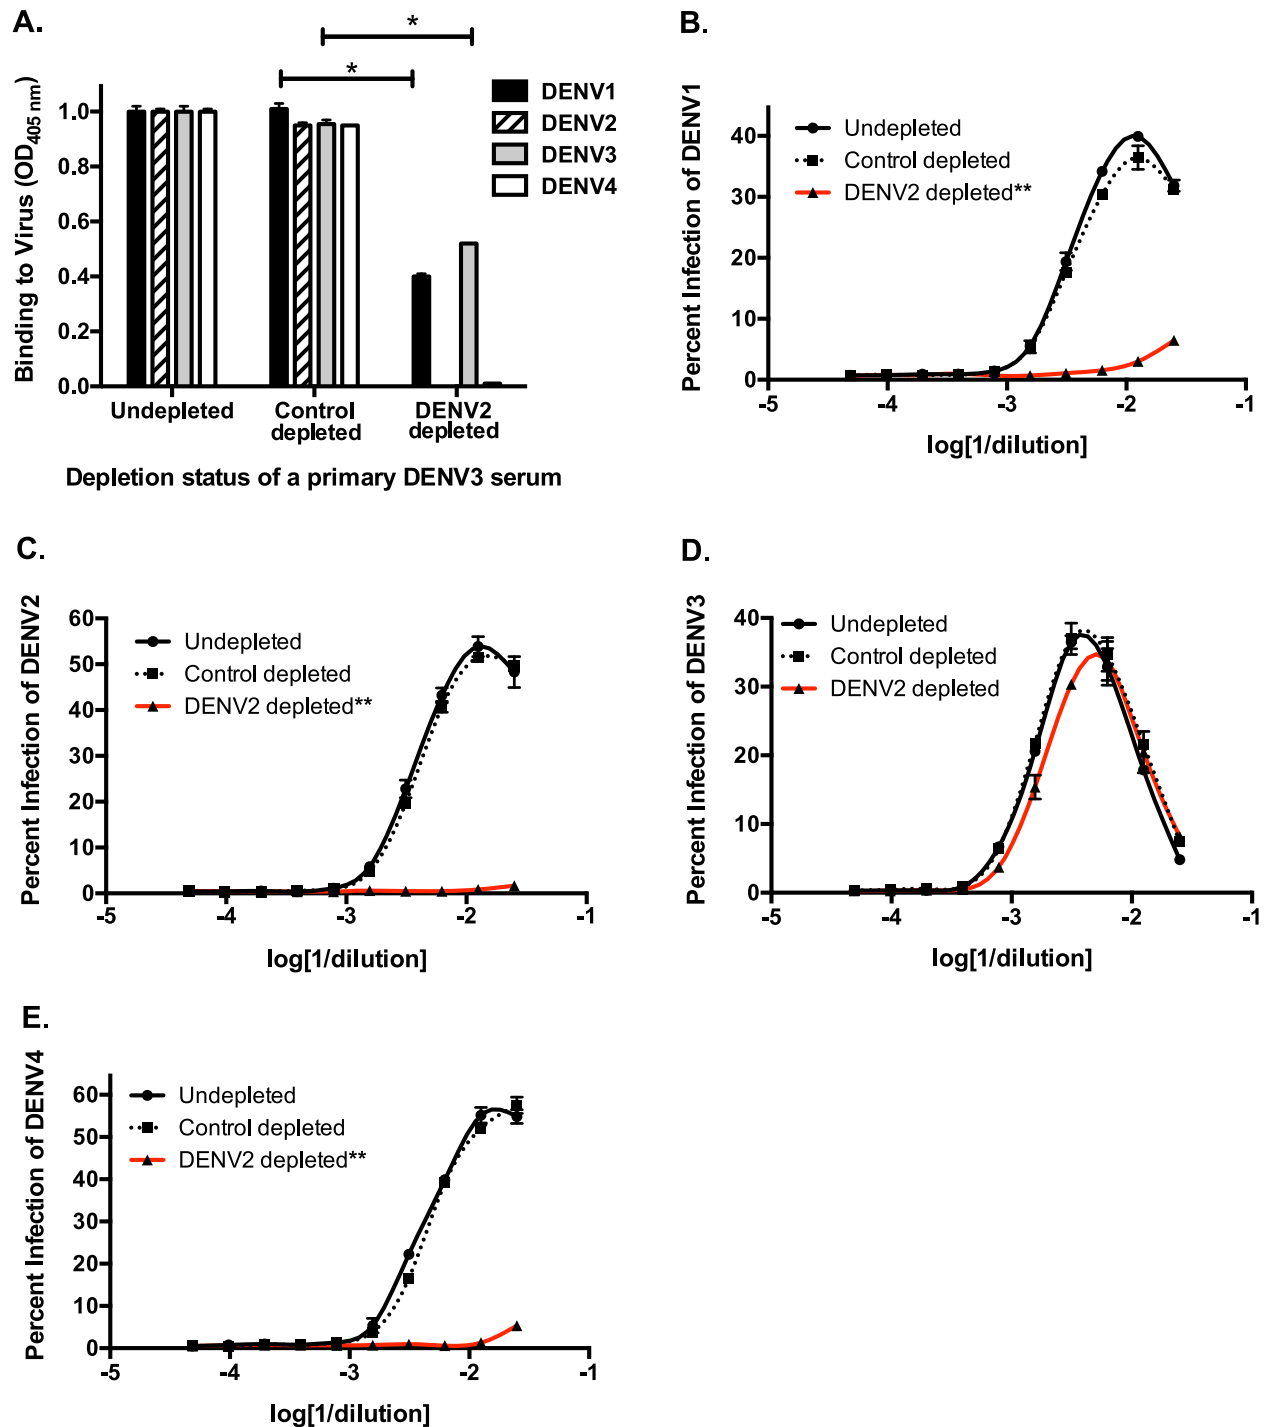 A.
*
*
DENV1
DENV2
DENV3
DENV4
Binding to Virus (OD405 nm)
1.0
0.8
0.6
0.4
0.2
0.0
Undepleted
Control depleted
DENV2 depleted
Depletion status of a primary DENV3 serum
B.
Percent Infection of DENV1
40
30
20
10
0
Undepleted
Control depleted
DENV2 depleted**
-5 -4 -3 -2 -1
log[1/dilution]
C.
Percent Infection of DENV2
60
50
40
30
20
10
0
Undepleted
Control depleted
DENV2 depleted**
-5 -4 -3 -2 -1
log[1/dilution]
D.
Percent Infection of DENV3
40
30
20
10
0
Undepleted
Control depleted
DENV2 depleted
-5 -4 -3 -2 -1
log[1/dilution]
E.
Percent Infection of DENV4
60
50
40
30
20
10
0
Undepleted
Control depleted
DENV2 depleted**
-5 -4 -3 -2 -1
log[1/dilution]